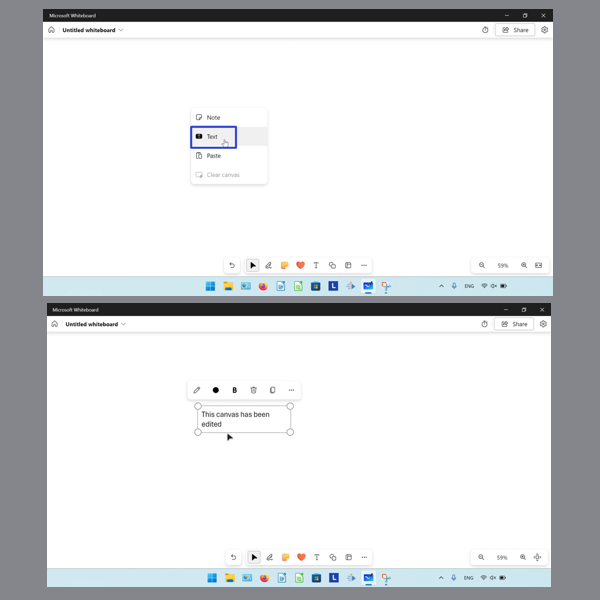 Microsoft Whiteboard
Untitled whiteboard
Share
Note
Text
Paste
Clear canvas
T
59%
L
ENG
Microsoft Whiteboard
Untitled whiteboard
Share
B
This canvas has been
edited
T
59%
L
ENG